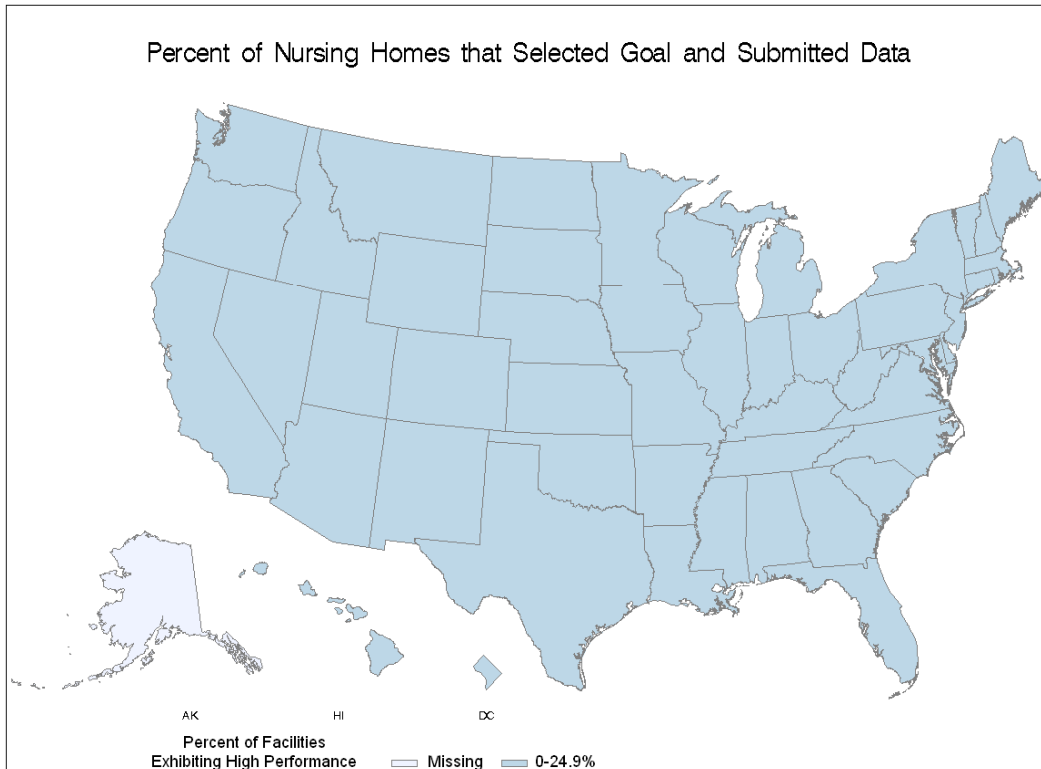 Percent of Nursing Homes that Selected Goal and Submitted Data
AK HI DC
Percent of Facilities
Exhibiting High Performance Missing 0-24.9%